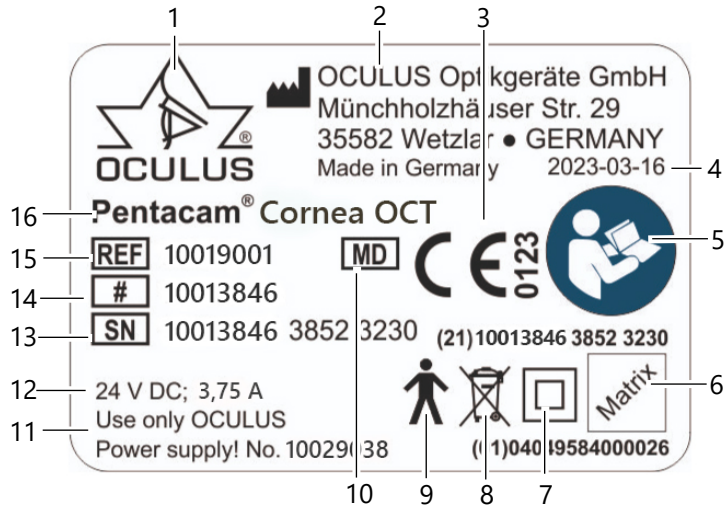 1
2
3
OCULUS Optikgeräte GmbH
Münchholzhäuser Str. 29
35582 Wetzlar ● GERMANY
Made in Germany 2023-03-16 4
®
OCULUS
16 Pentacam® Cornea OCT
15 REF 10019001 MD CE 0123 5
14 # 10013846
13 SN 10013846 3852 3230
(21)10013846 3852 3230
12 24 V DC; 3,75 A
11 Use only OCULUS
Power supply! No. 10029038
Matrix 6
(01)04049584000026
10 9 8 7